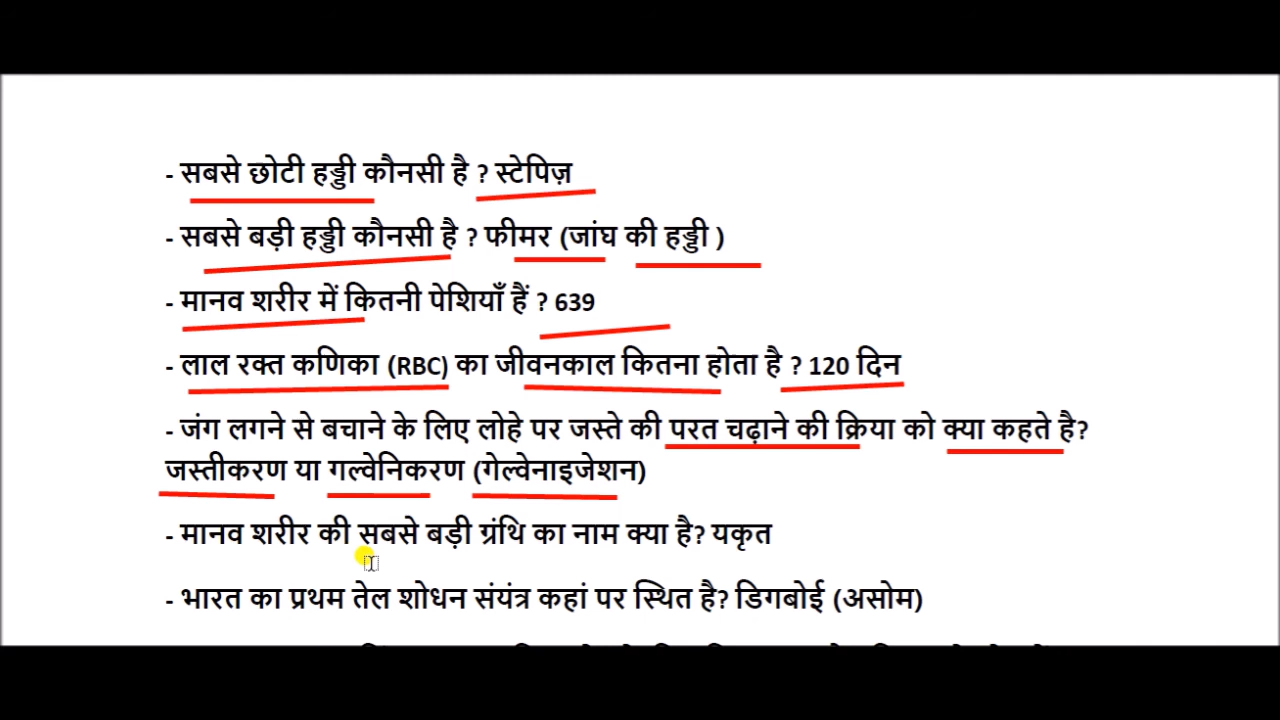 - सबसे छोटी हड्डी कौनसी है ? स्टेपिज़
- सबसे बड़ी हड्डी कौनसी है ? फीमर (जांघ की हड्डी )
- मानव शरीर में कितनी पेशियाँ हैं ? 639
- लाल रक्त कणिका (RBC) का जीवनकाल कितना होता है ? 120 दिन
- जंग लगने से बचाने के लिए लोहे पर जस्ते की परत चढ़ाने की क्रिया को क्या कहते है?
जस्तीकरण या गल्वेनिकरण (गेल्वेनाइजेशन)
- मानव शरीर की सबसे बड़ी ग्रंथि का नाम क्या है? यकृत
- भारत का प्रथम तेल शोधन संयंत्र कहां पर स्थित है? डिगबोई (असोम)